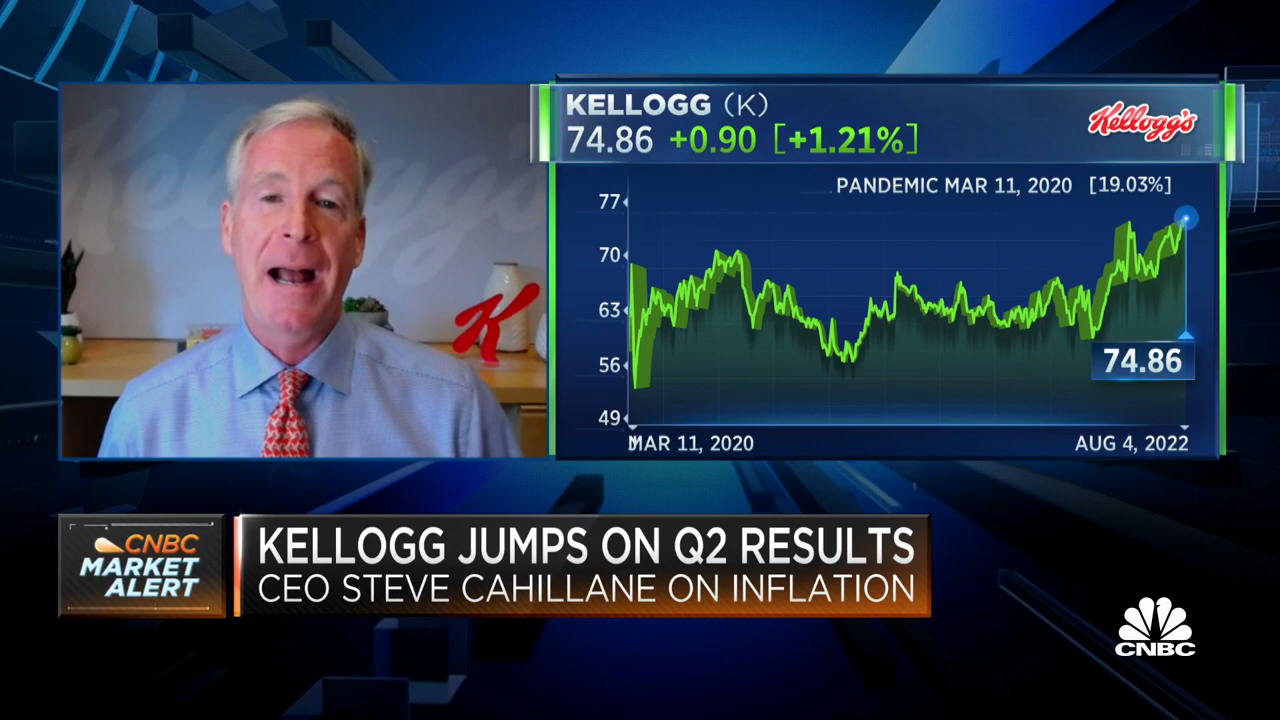 KELLOGG (K)
74.86 +0.90 [+1.21%]
Kellogg's
PANDEMIC MAR 11, 2020 [19.03%]
77
70
63
56
49
74.86
MAR 11, 2020
AUG 4, 2022
Kellogg's
K
CNBC
MARKET
ALERT
KELLOGG JUMPS ON Q2 RESULTS
CEO STEVE CAHILLANE ON INFLATION
CNBC